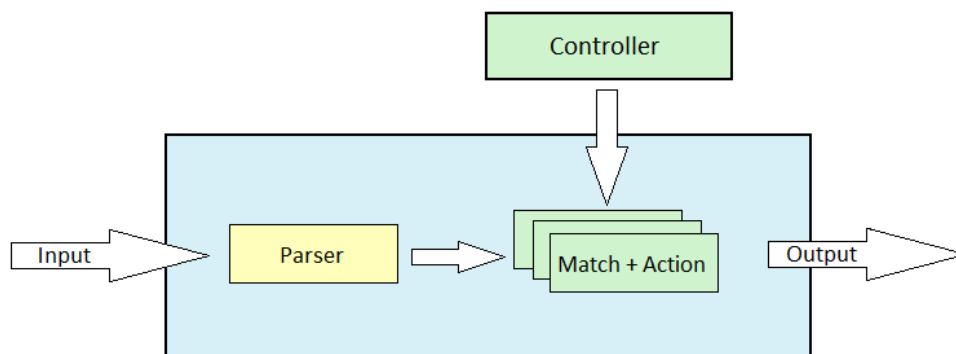 Controller
Input
Parser
Match + Action
Output